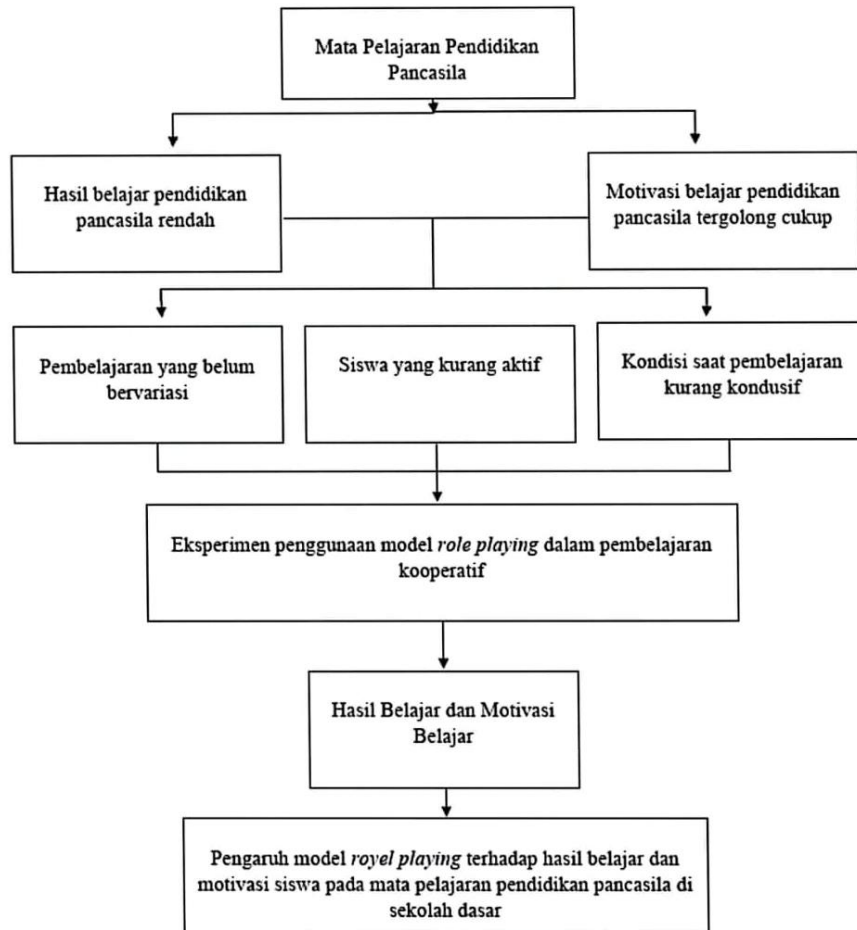 Mata Pelajaran Pendidikan
Pancasila
Hasil belajar pendidikan
pancasila rendah
Motivasi belajar pendidikan
pancasila tergolong cukup
Pembelajaran yang belum
bervariasi
Siswa yang kurang aktif
Kondisi saat pembelajaran
kurang kondusif
Eksperimen penggunaan model role playing dalam pembelajaran
kooperatif
Hasil Belajar dan Motivasi
Belajar
Pengaruh model royel playing terhadap hasil belajar dan
motivasi siswa pada mata pelajaran pendidikan pancasila di
sekolah dasar